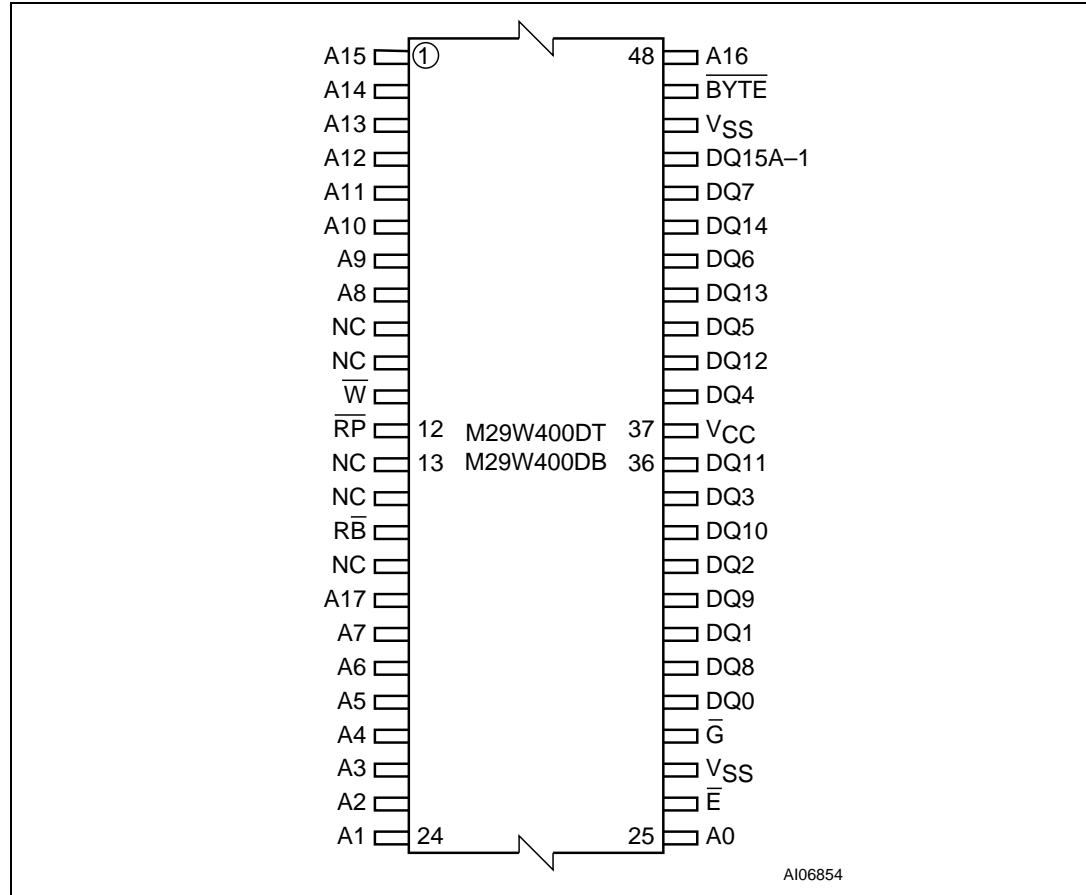 A15 1 48 A16
A14 B̅Y̅T̅E̅
A13 VSS
A12 DQ15A–1
A11 DQ7
A10 DQ14
A9 DQ6
A8 DQ13
NC DQ5
NC DQ12
W̅ DQ4
R̅P̅ 12 M29W400DT 37 VCC
NC 13 M29W400DB 36 DQ11
NC DQ3
RB̅ DQ10
NC DQ2
A17 DQ9
A7 DQ1
A6 DQ8
A5 DQ0
A4 G̅
A3 VSS
A2 E̅
A1 24 25 A0
AI06854